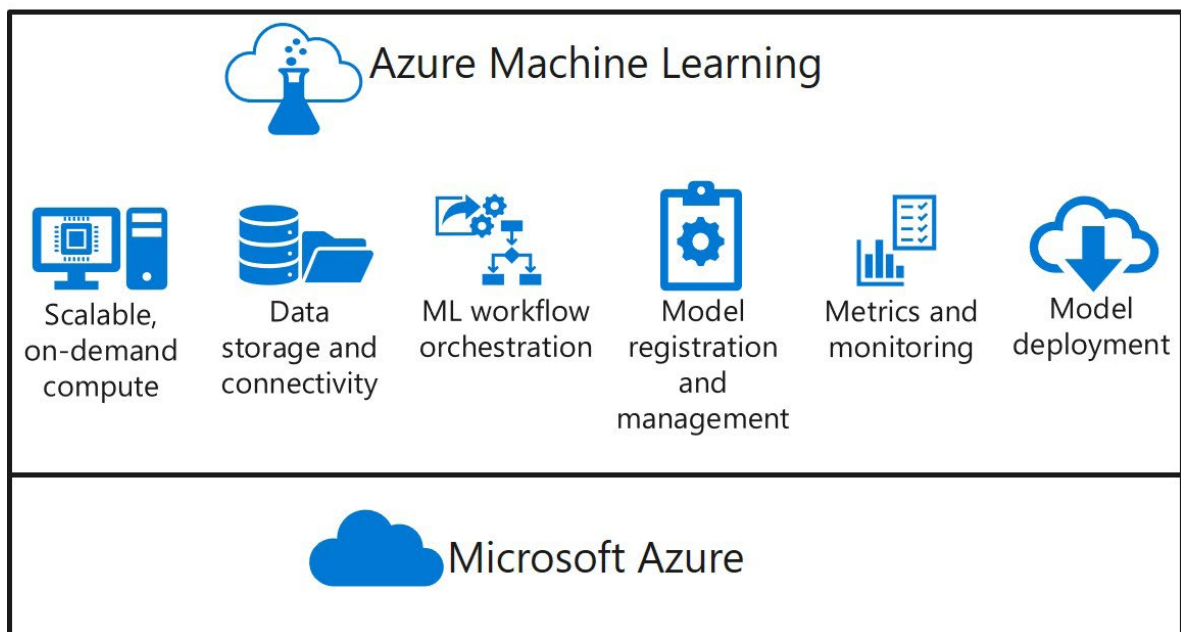 Azure Machine Learning
Scalable,
on-demand
compute
Data
storage and
connectivity
ML workflow
orchestration
Model
registration
and
management
Metrics and
monitoring
Model
deployment
Microsoft Azure